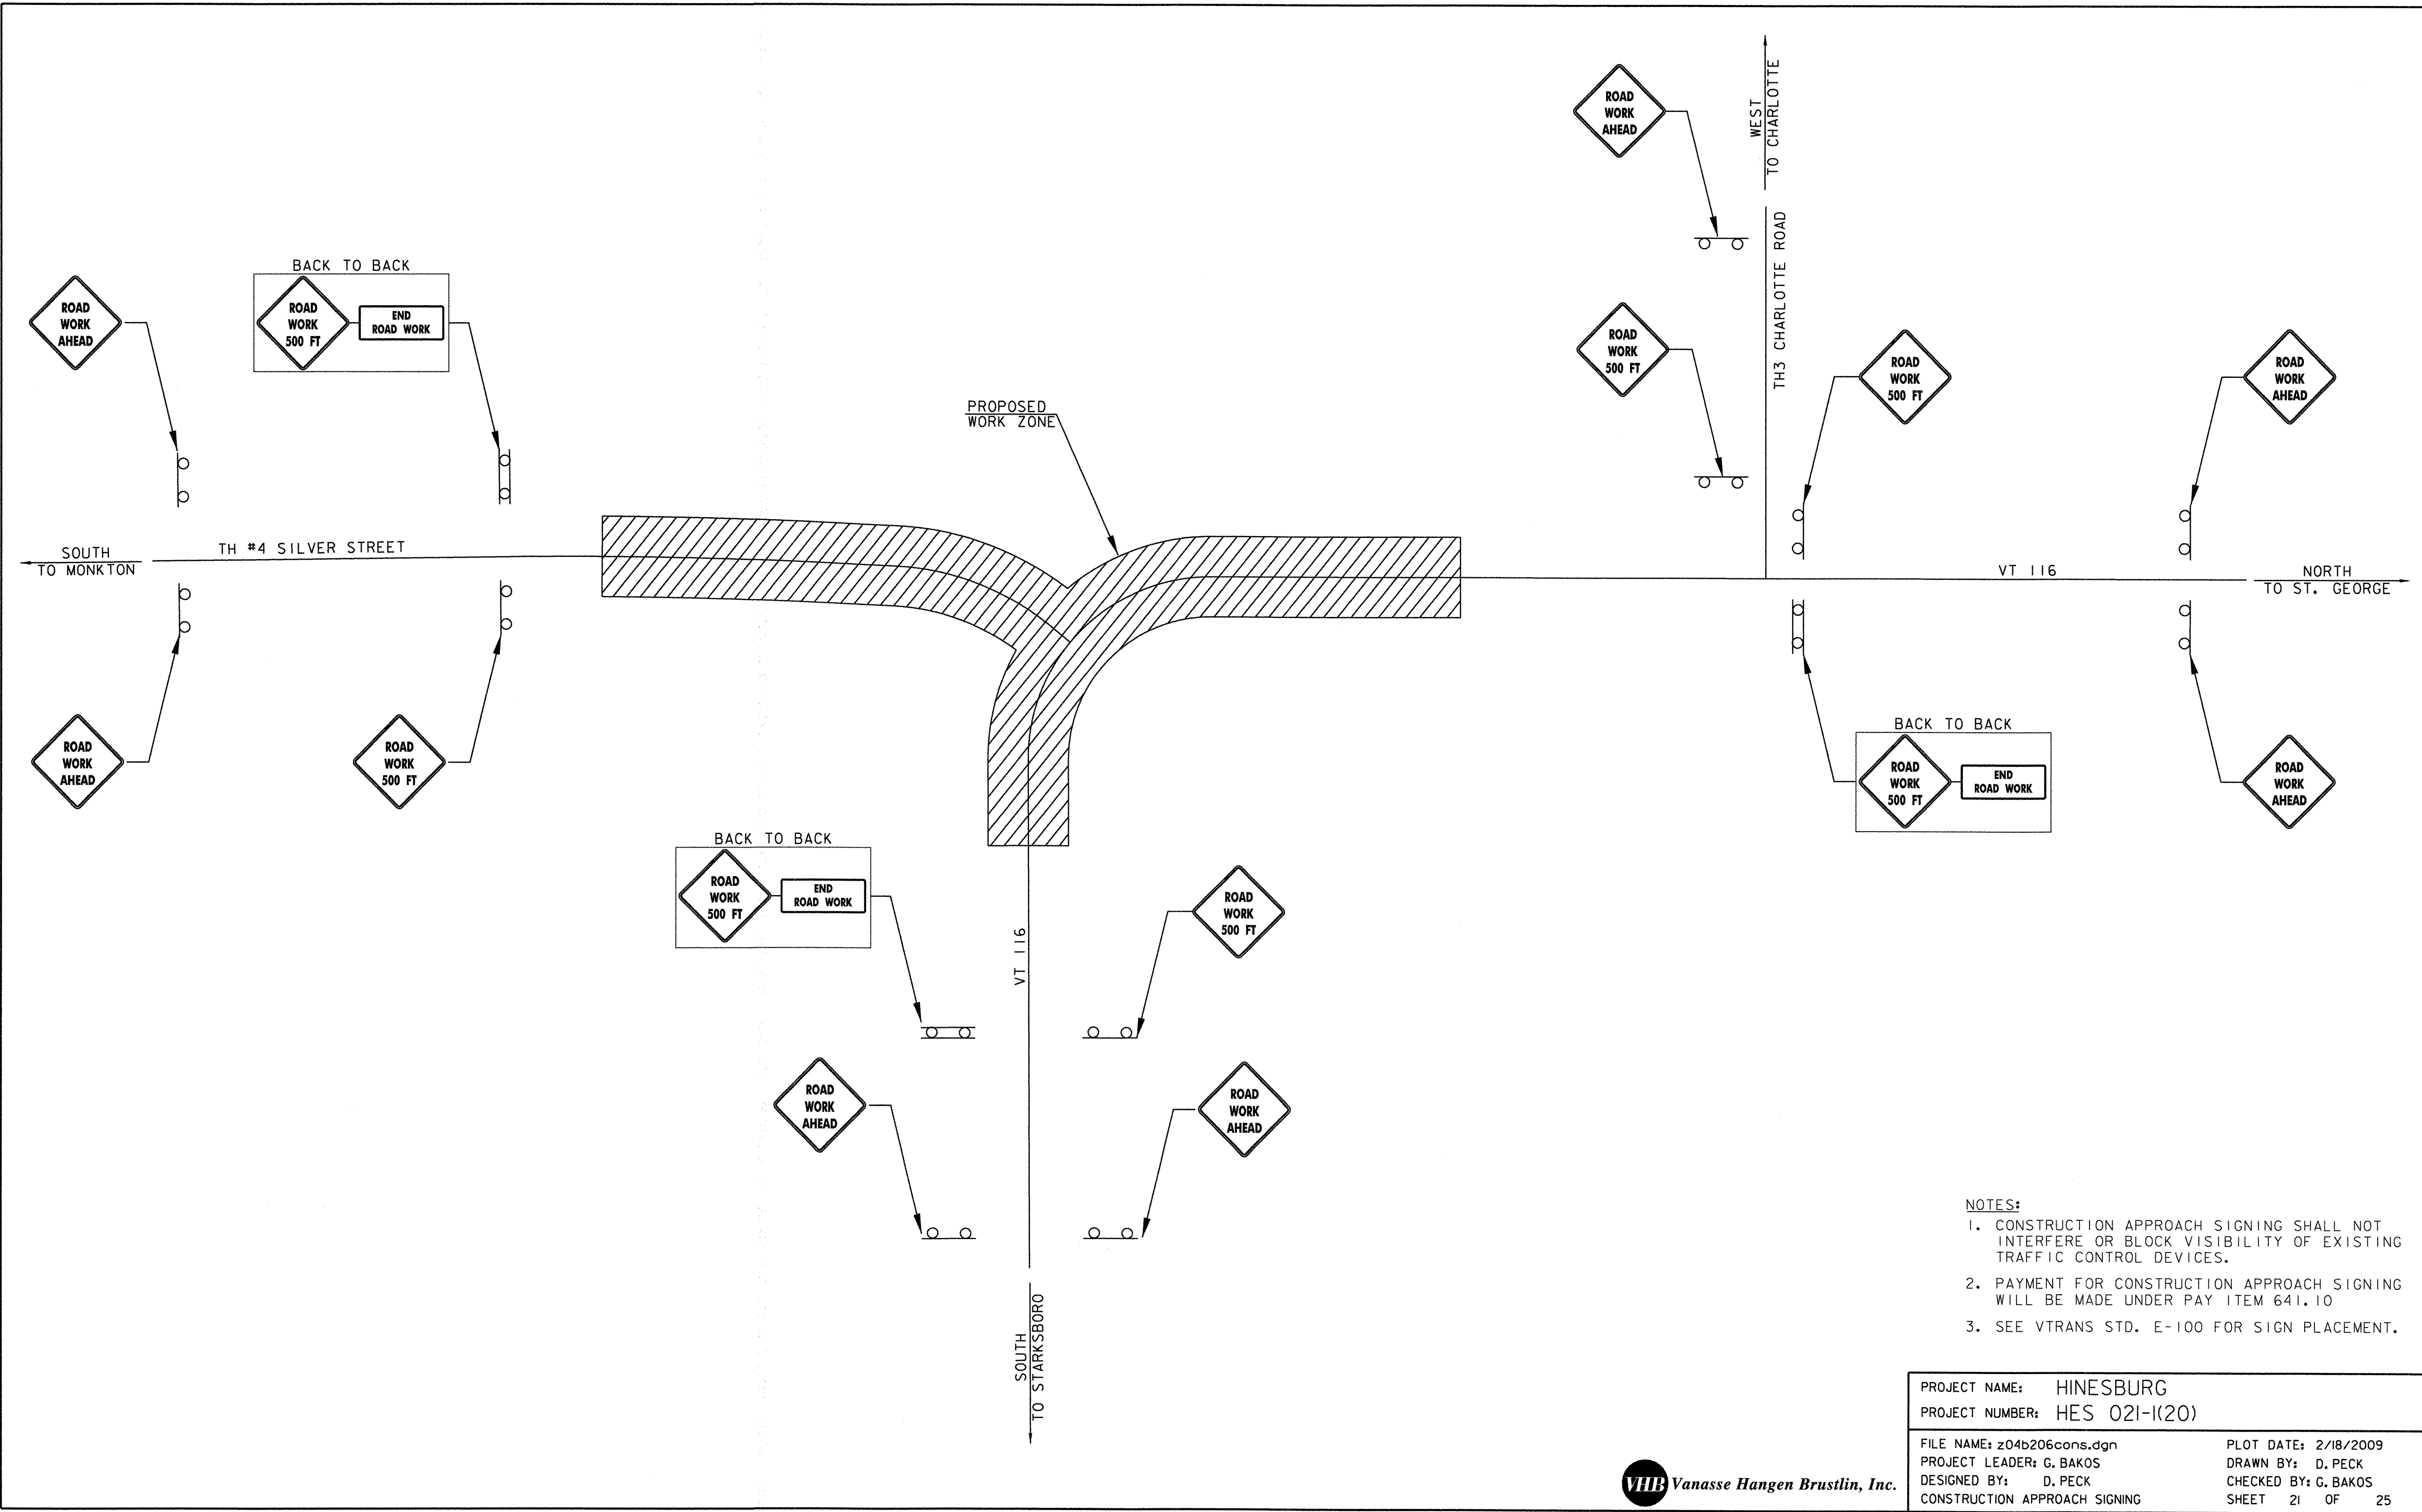 WEST
TO CHARLOTTE
ROAD
WORK
AHEAD
TH3 CHARLOTTE ROAD
BACK TO BACK
ROAD
WORK
AHEAD
ROAD
WORK
500 FT
END
ROAD WORK
ROAD
WORK
500 FT
ROAD
WORK
500 FT
ROAD
WORK
AHEAD
PROPOSED
WORK ZONE
SOUTH
TO MONKTON
TH #4 SILVER STREET
VT 116
NORTH
TO ST. GEORGE
ROAD
WORK
AHEAD
ROAD
WORK
500 FT
BACK TO BACK
ROAD
WORK
500 FT
END
ROAD WORK
ROAD
WORK
AHEAD
BACK TO BACK
ROAD
WORK
500 FT
END
ROAD WORK
VT 116
ROAD
WORK
500 FT
ROAD
WORK
AHEAD
ROAD
WORK
AHEAD
SOUTH
TO STARKSBORO
NOTES:
1. CONSTRUCTION APPROACH SIGNING SHALL NOT
INTERFERE OR BLOCK VISIBILITY OF EXISTING
TRAFFIC CONTROL DEVICES.
2. PAYMENT FOR CONSTRUCTION APPROACH SIGNING
WILL BE MADE UNDER PAY ITEM 641.10
3. SEE VTRANS STD. E-100 FOR SIGN PLACEMENT.
VHB Vanasse Hangen Brustlin, Inc.
PROJECT NAME: HINESBURG
PROJECT NUMBER: HES 021-1(20)
FILE NAME: z04b206cons.dgn PLOT DATE: 2/18/2009
PROJECT LEADER: G. BAKOS DRAWN BY: D. PECK
DESIGNED BY: D. PECK CHECKED BY: G. BAKOS
CONSTRUCTION APPROACH SIGNING SHEET 21 OF 25